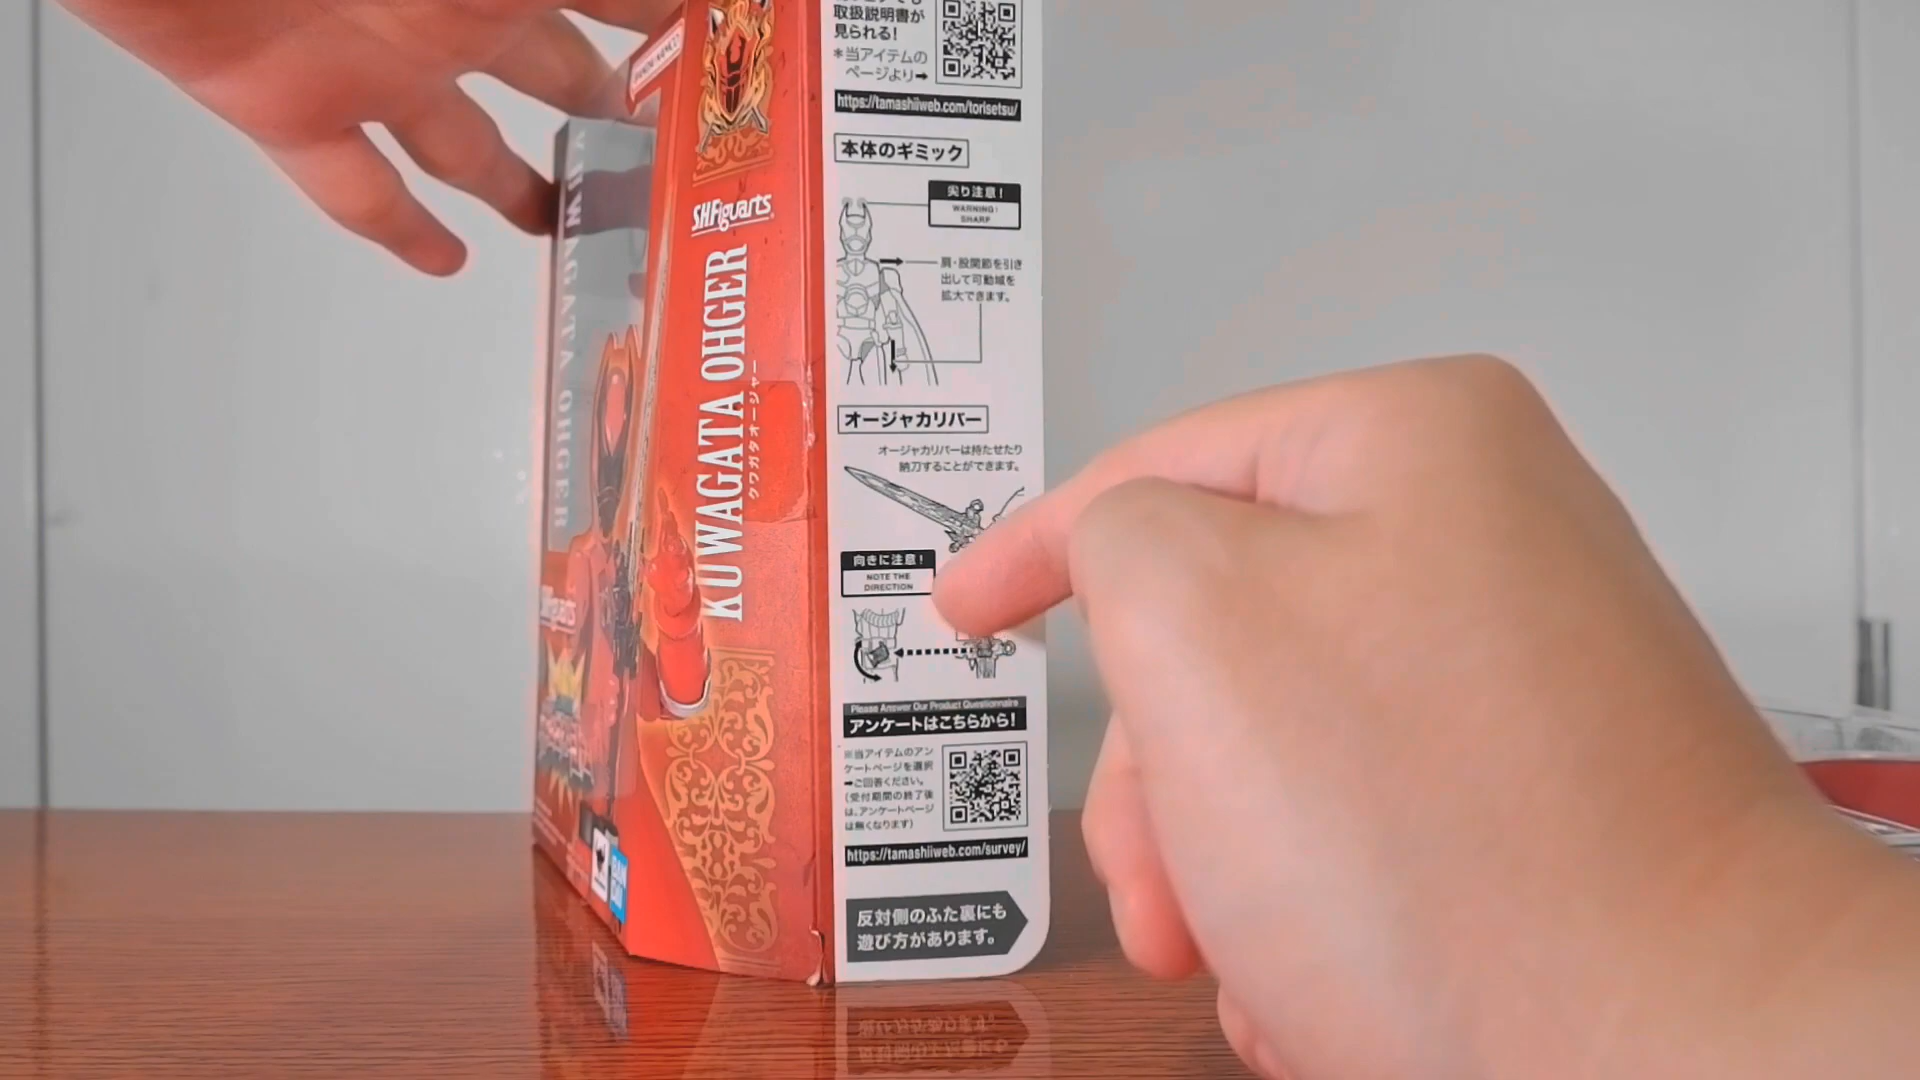 取扱説明書が
見られる!
*当アイテムの
ページより➡
https://tamashiiweb.com/torisetsu/
本体のギミック
尖り注意!
WARNING:
SHARP
肩・股関節を引き
出して可動域を
拡大できます。
オージャカリバー
オージャカリバーは持たせたり
納刀することができます。
向きに注意!
NOTE THE
DIRECTION
Please Answer Our Product Questionnaire
アンケートはこちらから!
※当アイテムのアン
ケートページを選択
➡ご回答ください。
(受付期間の終了後
は、アンケートページ
は無くなります)
https://tamashiiweb.com/survey/
反対側のふた裏にも
遊び方があります。
S.H.Figuarts
KUWAGATA OHGER
クワガタオージャー
BANDAI NAMCO
KUWAGATA OHGER
BAN
DAI